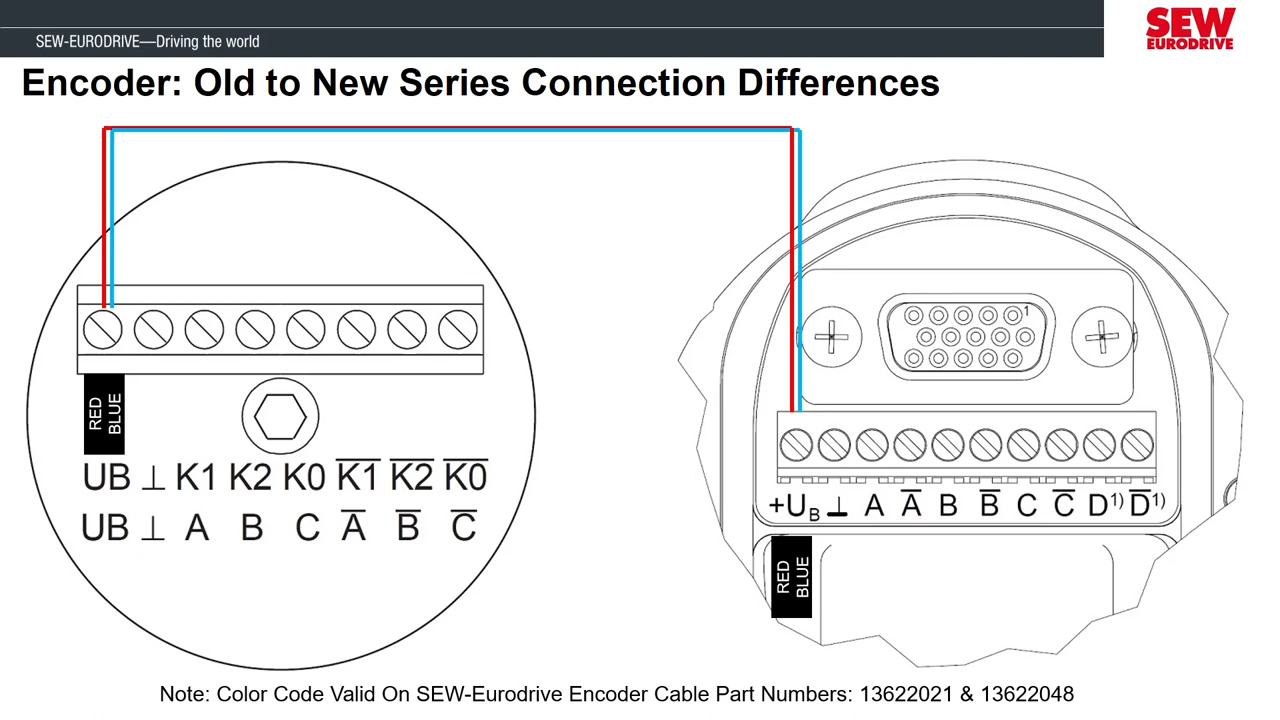 SEW-EURODRIVE—Driving the world
SEW
EURODRIVE
Encoder: Old to New Series Connection Differences
1
RED
BLUE
UB ⊥ K1 K2 K0 K̅1̅ K̅2̅ K̅0̅
UB ⊥ A B C A̅ B̅ C̅
+U_B ⊥ A A̅ B B̅ C C̅ D¹⁾ D̅¹⁾
RED
BLUE
Note: Color Code Valid On SEW-Eurodrive Encoder Cable Part Numbers: 13622021 & 13622048